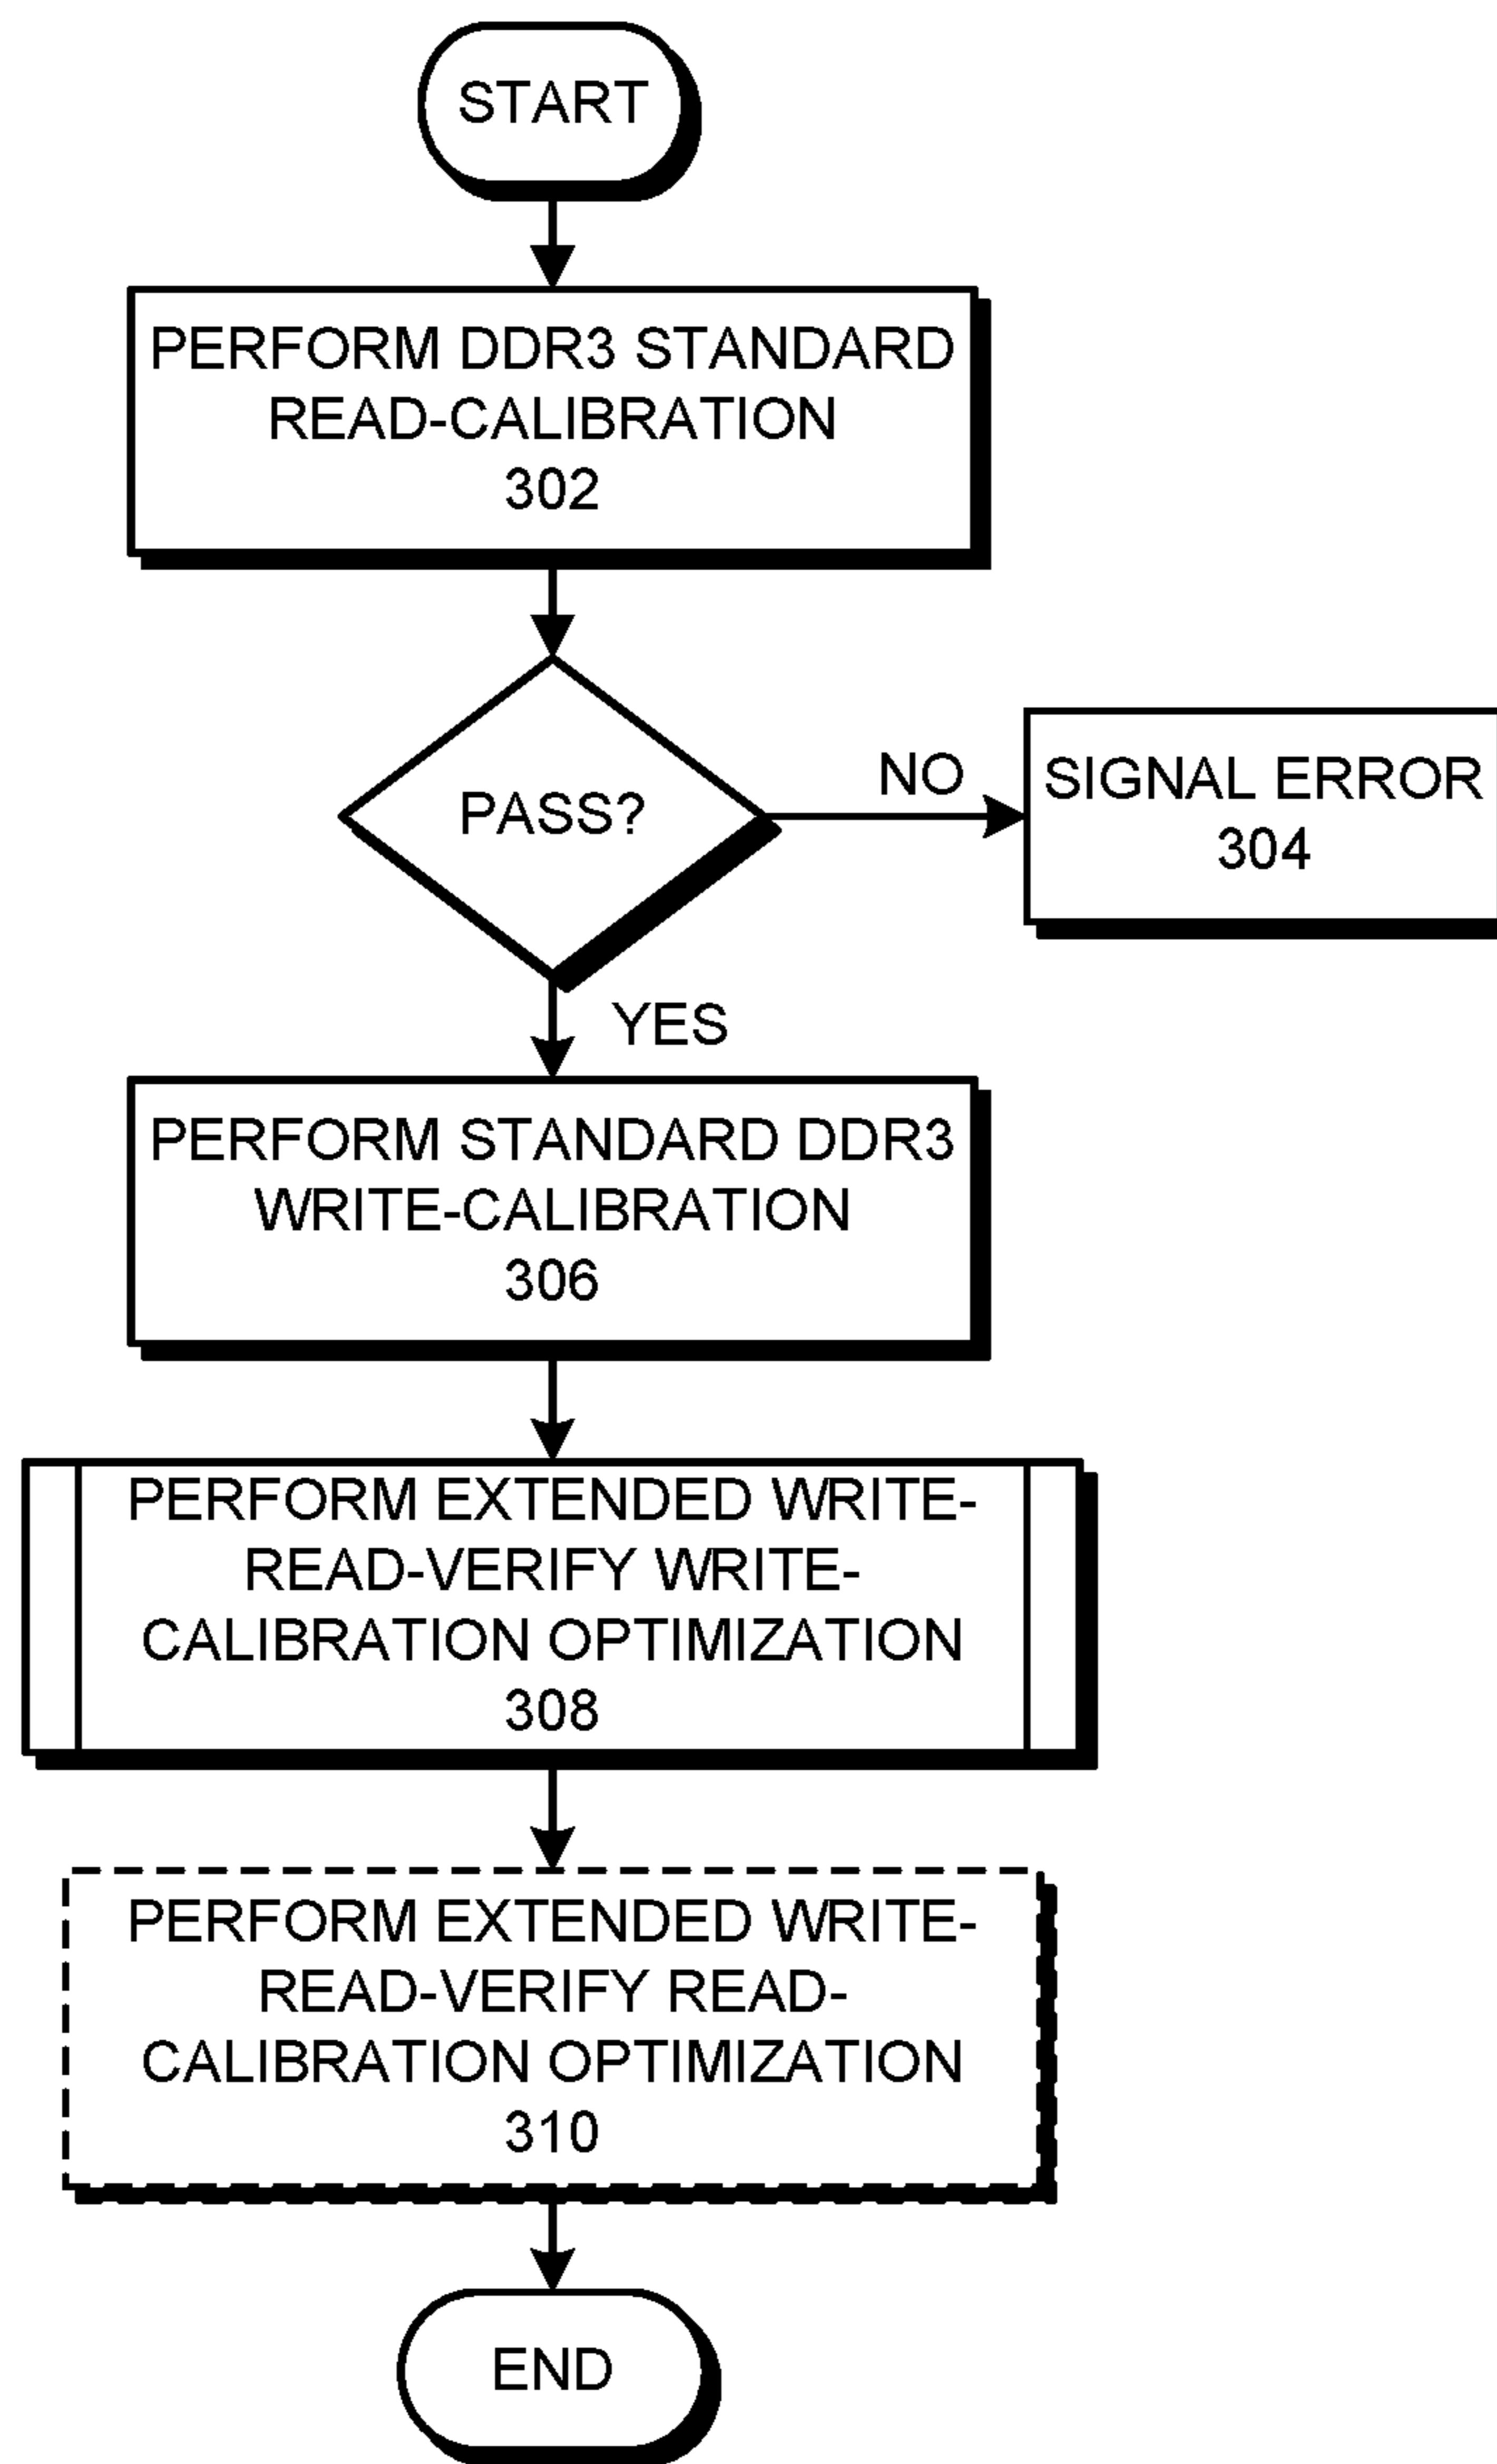 START
PERFORM DDR3 STANDARD
READ-CALIBRATION
302
PASS?
NO
SIGNAL ERROR
304
YES
PERFORM STANDARD DDR3
WRITE-CALIBRATION
306
PERFORM EXTENDED WRITE-
READ-VERIFY WRITE-
CALIBRATION OPTIMIZATION
308
PERFORM EXTENDED WRITE-
READ-VERIFY READ-
CALIBRATION OPTIMIZATION
310
END